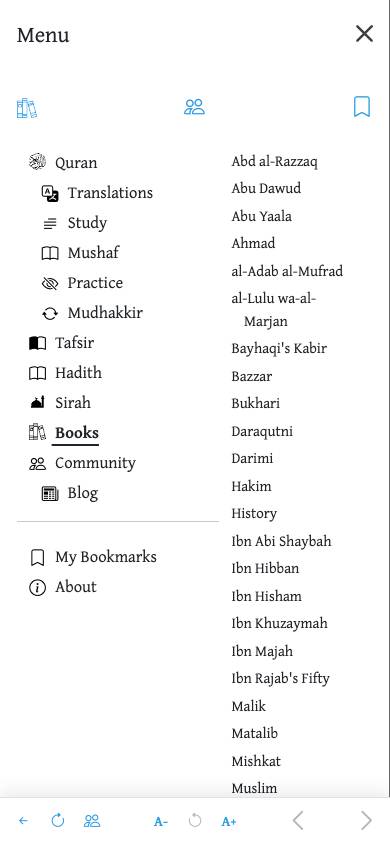 Menu
Quran
Translations
Study
Mushaf
Practice
Mudhakkir
Tafsir
Hadith
Sirah
Books
Community
Blog
My Bookmarks
About
Abd al-Razzaq
Abu Dawud
Abu Yaala
Ahmad
al-Adab al-Mufrad
al-Lulu wa-al-
Marjan
Bayhaqi's Kabir
Bazzar
Bukhari
Daraqutni
Darimi
Hakim
History
Ibn Abi Shaybah
Ibn Hibban
Ibn Hisham
Ibn Khuzaymah
Ibn Majah
Ibn Rajab's Fifty
Malik
Matalib
Mishkat
Muslim
A- A+